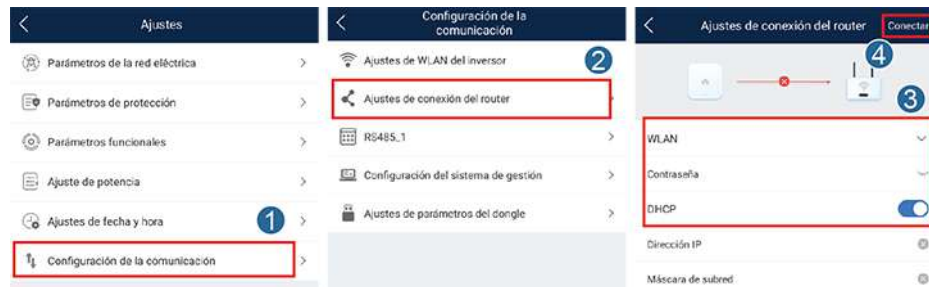 Ajustes
Parámetros de la red eléctrica
Parámetros de protección
Parámetros funcionales
Ajuste de potencia
Ajustes de fecha y hora
1
Configuración de la comunicación
Configuración de la
comunicación
Ajustes de WLAN del inversor
2
Ajustes de conexión del router
RS485_1
Configuración del sistema de gestión
Ajustes de parámetros del dongle
Ajustes de conexión del router
Conectar
4
3
WLAN
Contraseña
DHCP
Dirección IP
Máscara de subred